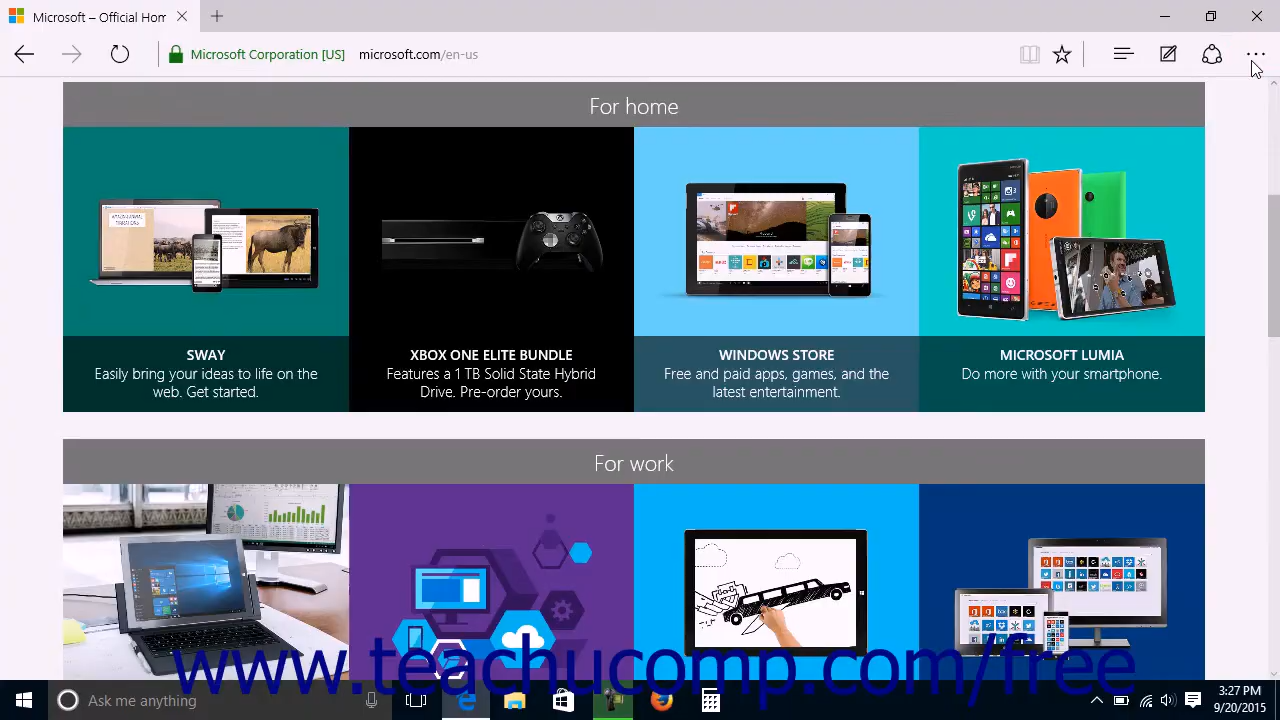 Microsoft – Official Hom
Microsoft Corporation [US] microsoft.com/en-us
For home
SWAY
Easily bring your ideas to life on the
web. Get started.
XBOX ONE ELITE BUNDLE
Features a 1 TB Solid State Hybrid
Drive. Pre-order yours.
WINDOWS STORE
Free and paid apps, games, and the
latest entertainment.
MICROSOFT LUMIA
Do more with your smartphone.
For work
www.teachucomp.com/free
Ask me anything
3:27 PM
9/20/2015